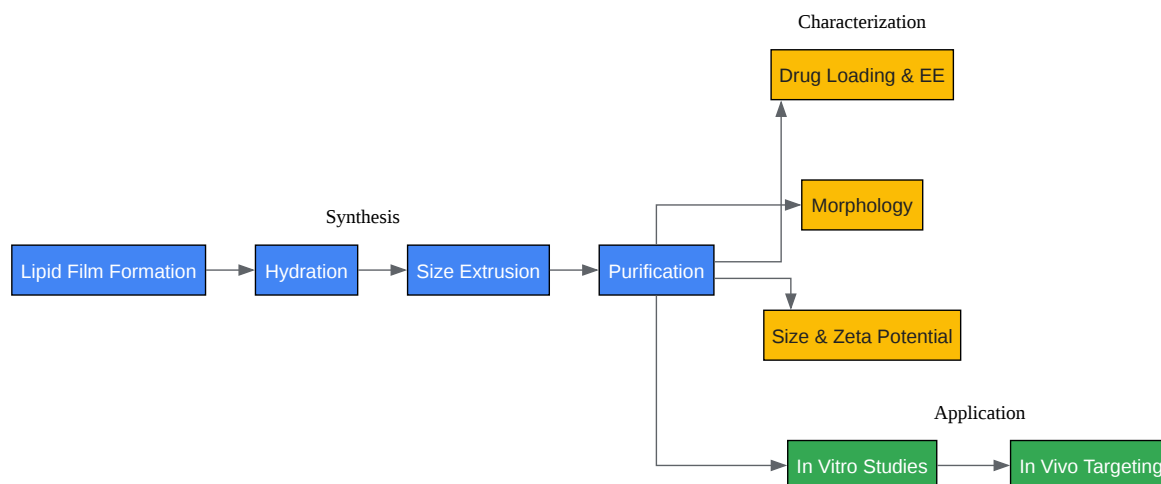 Characterization
Drug Loading & EE
Morphology
Synthesis
Lipid Film Formation
Hydration
Size Extrusion
Purification
Size & Zeta Potential
Application
In Vitro Studies
In Vivo Targeting